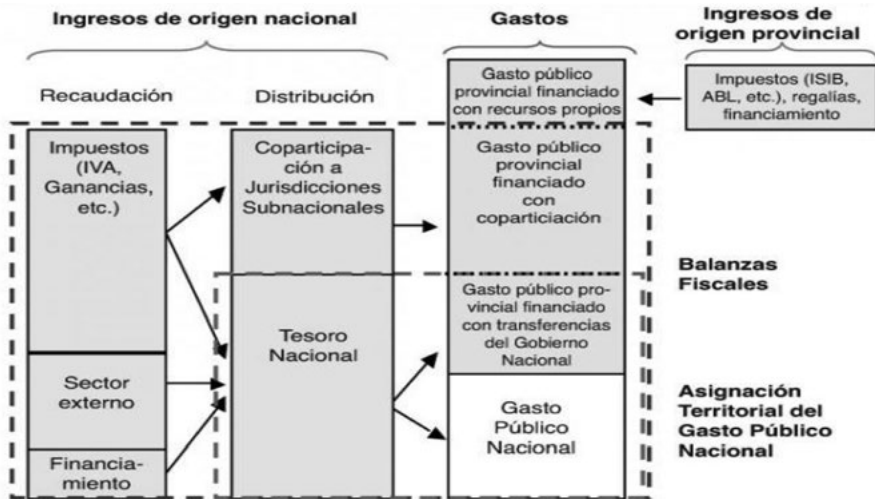 Ingresos de origen nacional
Gastos
Ingresos de
origen provincial
Recaudación
Distribución
Impuestos
(IVA,
Ganancias,
etc.)
Sector
externo
Financia-
miento
Coparticipa-
ción a
Jurisdicciones
Subnacionales
Tesoro
Nacional
Gasto público
provincial financiado
con recursos propios
Gasto público
provincial
financiado
con
coparticiación
Gasto público pro-
vincial financiado
con transferencias
del Gobierno
Nacional
Gasto
Público
Nacional
Impuestos (ISIB,
ABL, etc.), regalías,
financiamiento
Balanzas
Fiscales
Asignación
Territorial del
Gasto Público
Nacional